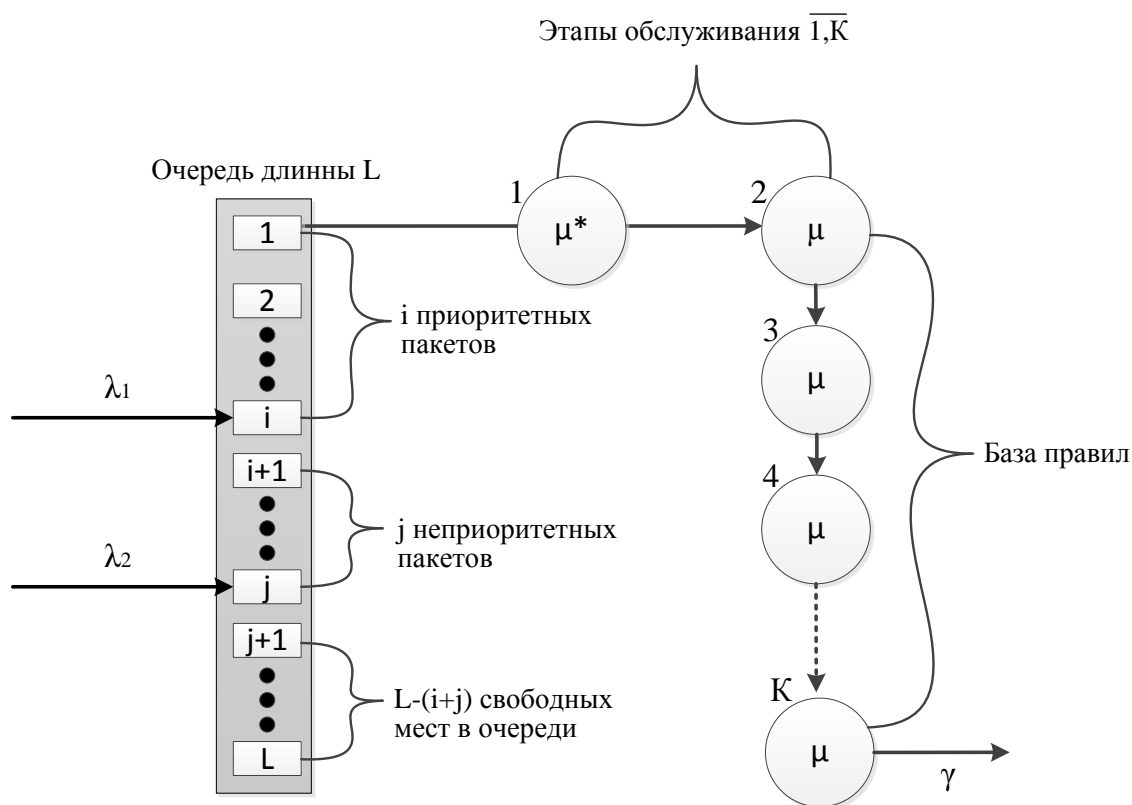 Этапы обслуживания 1,К
Очередь длинны L
1
μ*
2
μ
1
2
i приоритетных
пакетов
3
μ
λ1
i
i+1
База правил
4
μ
j неприоритетных
пакетов
λ2
j
j+1
К
L-(i+j) свободных
мест в очереди
L
μ
γ